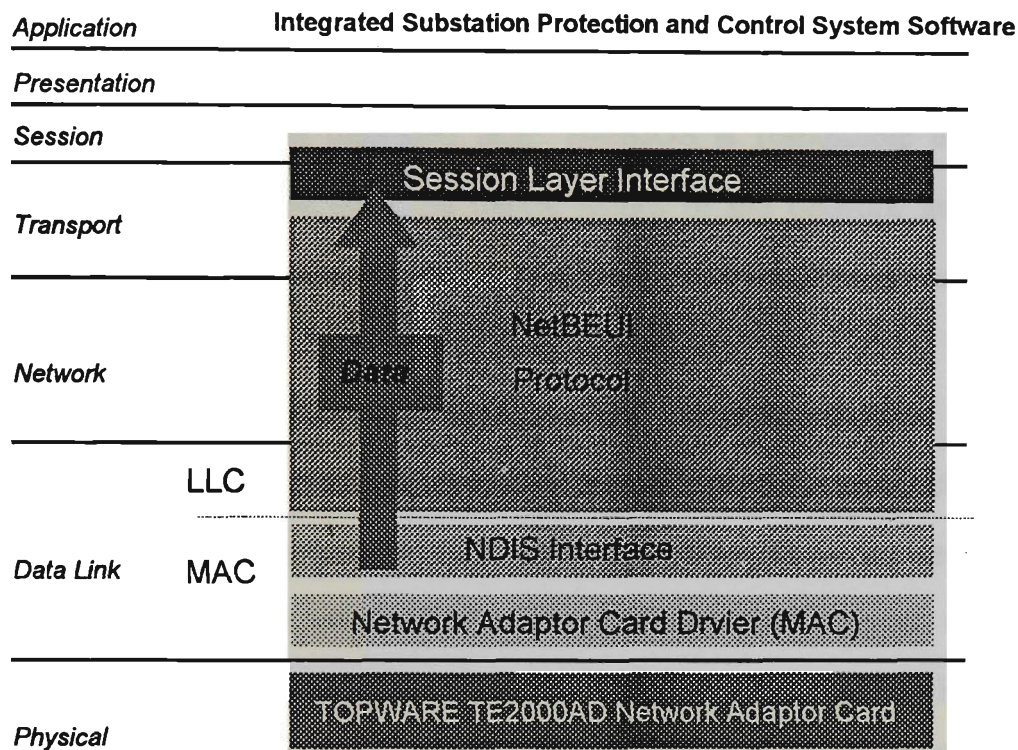 Application
Integrated Substation Protection and Control System Software
Presentation
Session
Session Layer Interface
Transport
NetBEUI
Protocol
Data
Network
LLC
NDIS Interface
Data Link
MAC
Network Adaptor Card Drvier (MAC)
TOPWARE TE2000AD Network Adaptor Card
Physical